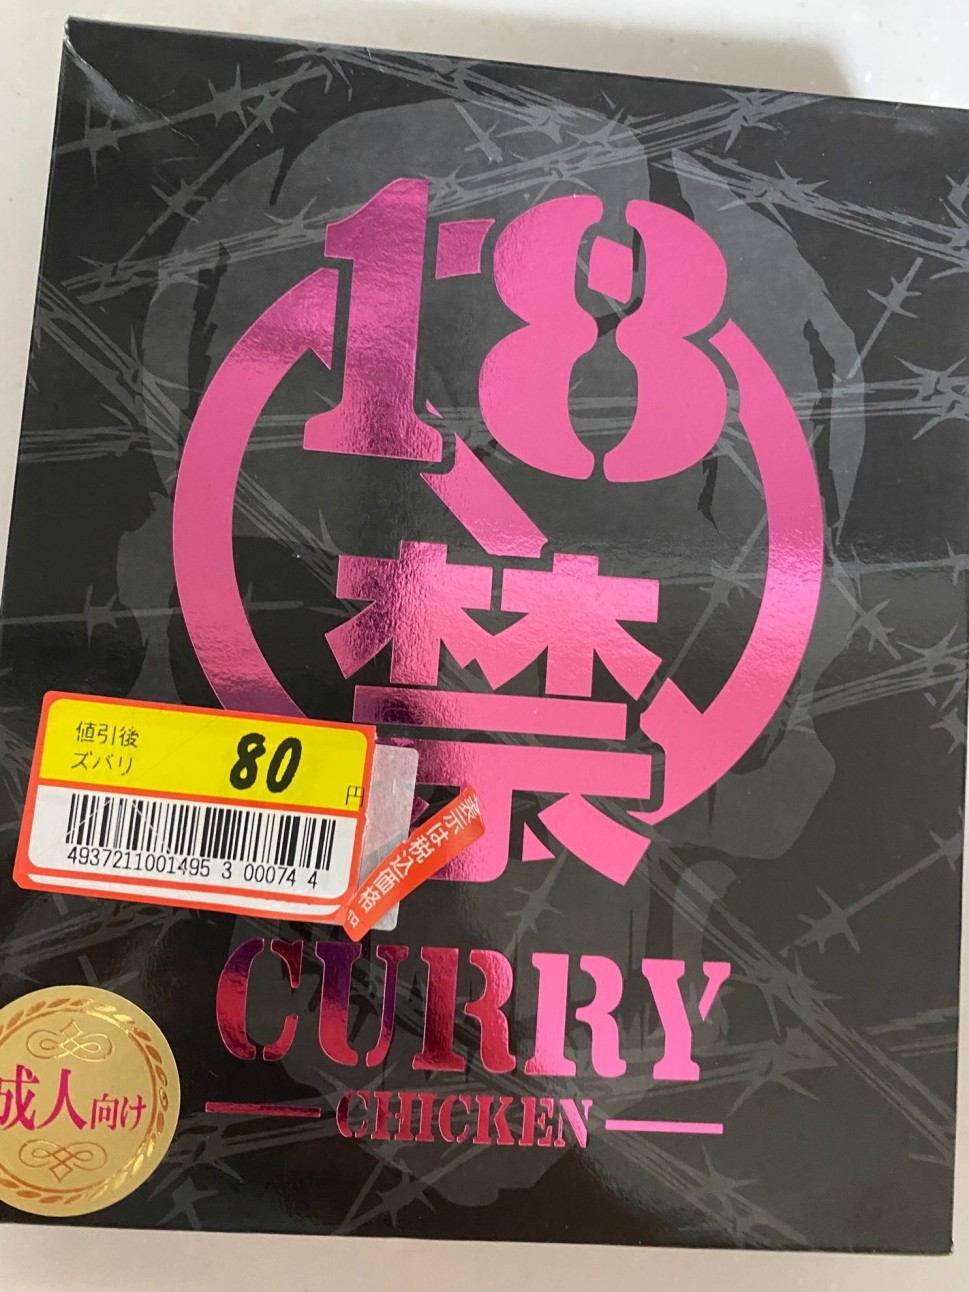 18
禁
値引後
ズバリ
80
円
4937211001495 3 00074 4
表示は税込価格
CURRY
CHICKEN
成人向け